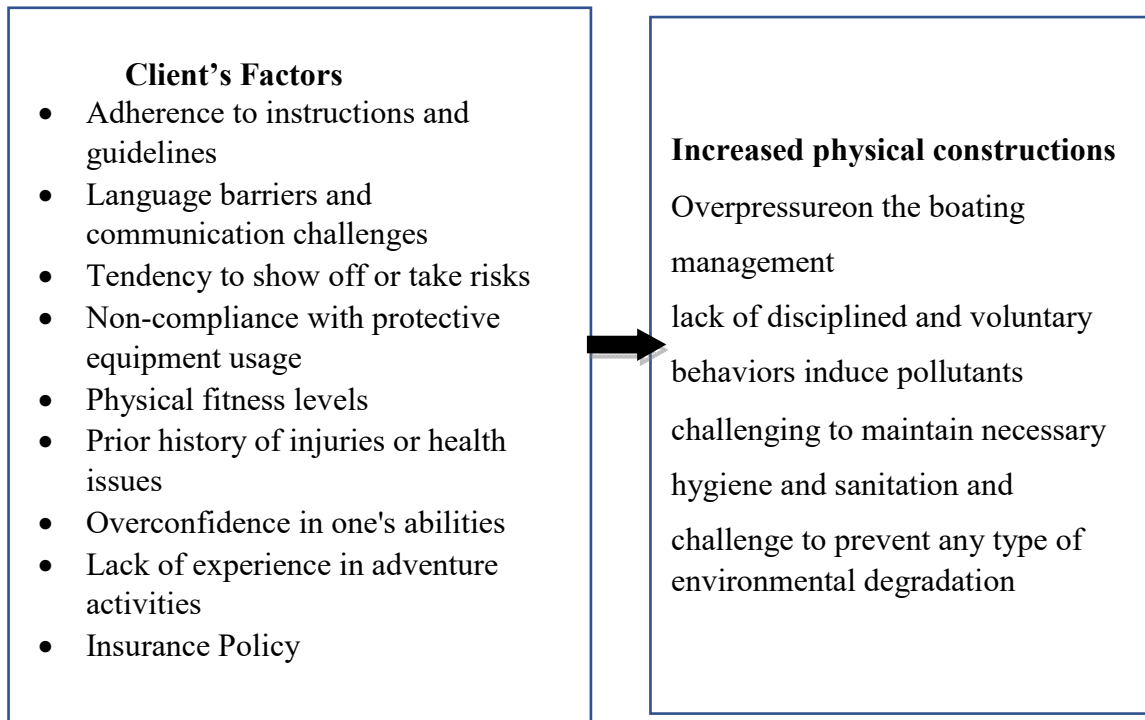 Client’s Factors
• Adherence to instructions and
guidelines
• Language barriers and
communication challenges
• Tendency to show off or take risks
• Non-compliance with protective
equipment usage
• Physical fitness levels
• Prior history of injuries or health
issues
• Overconfidence in one's abilities
• Lack of experience in adventure
activities
• Insurance Policy
Increased physical constructions
Overpressureon the boating
management
lack of disciplined and voluntary
behaviors induce pollutants
challenging to maintain necessary
hygiene and sanitation and
challenge to prevent any type of
environmental degradation